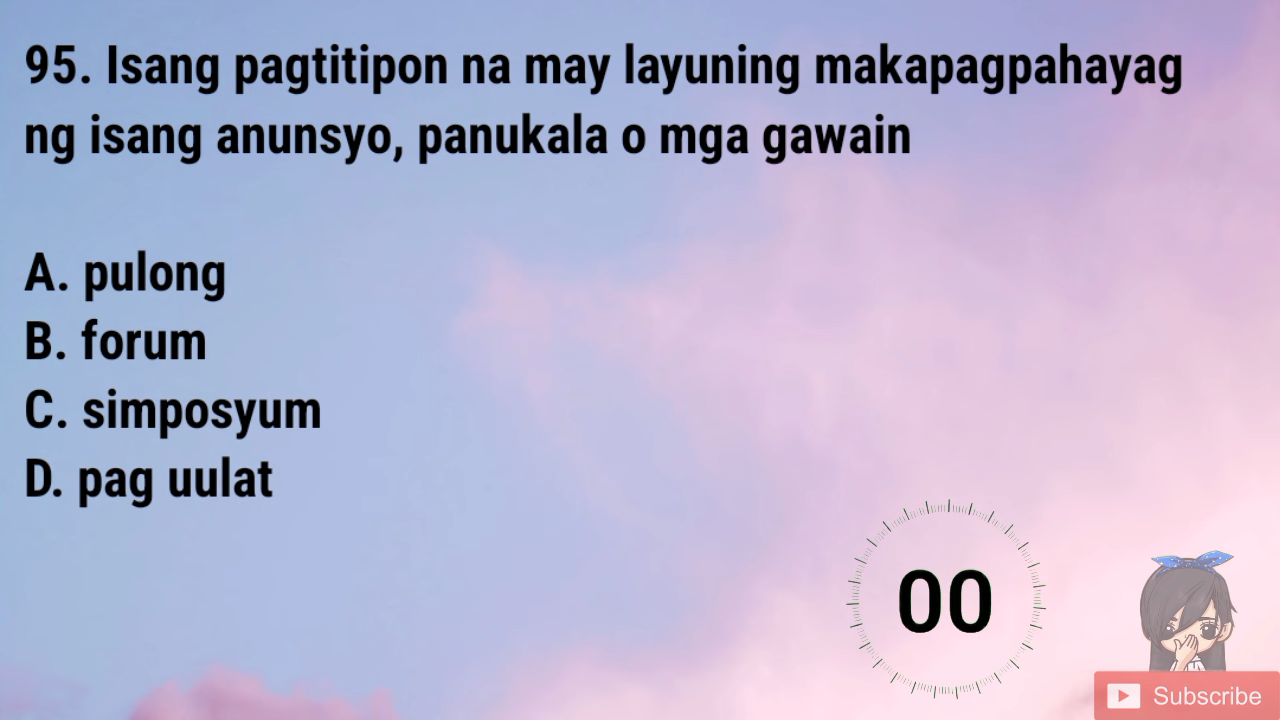 95. Isang pagtitipon na may layuning makapagpahayag
ng isang anunsyo, panukala o mga gawain
A. pulong
B. forum
C. simposyum
D. pag uulat
00
Subscribe